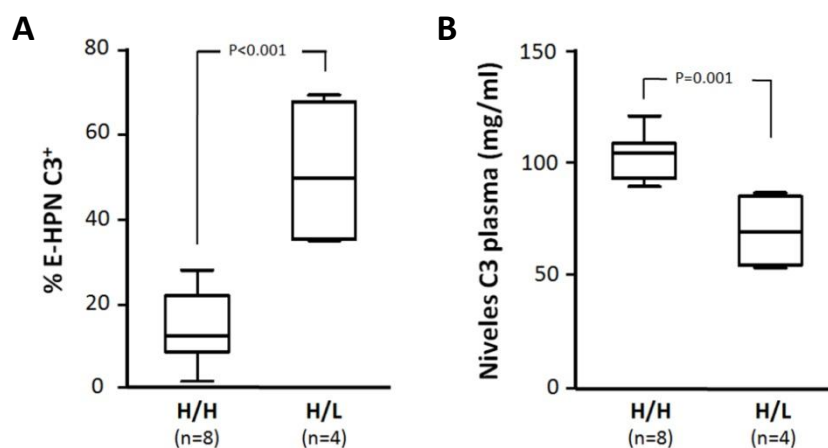 A
% E-HPN C3⁺
80
60
40
20
0
P<0.001
H/H
(n=8)
H/L
(n=4)
B
Niveles C3 plasma (mg/ml)
150
100
50
0
P=0.001
H/H
(n=8)
H/L
(n=4)